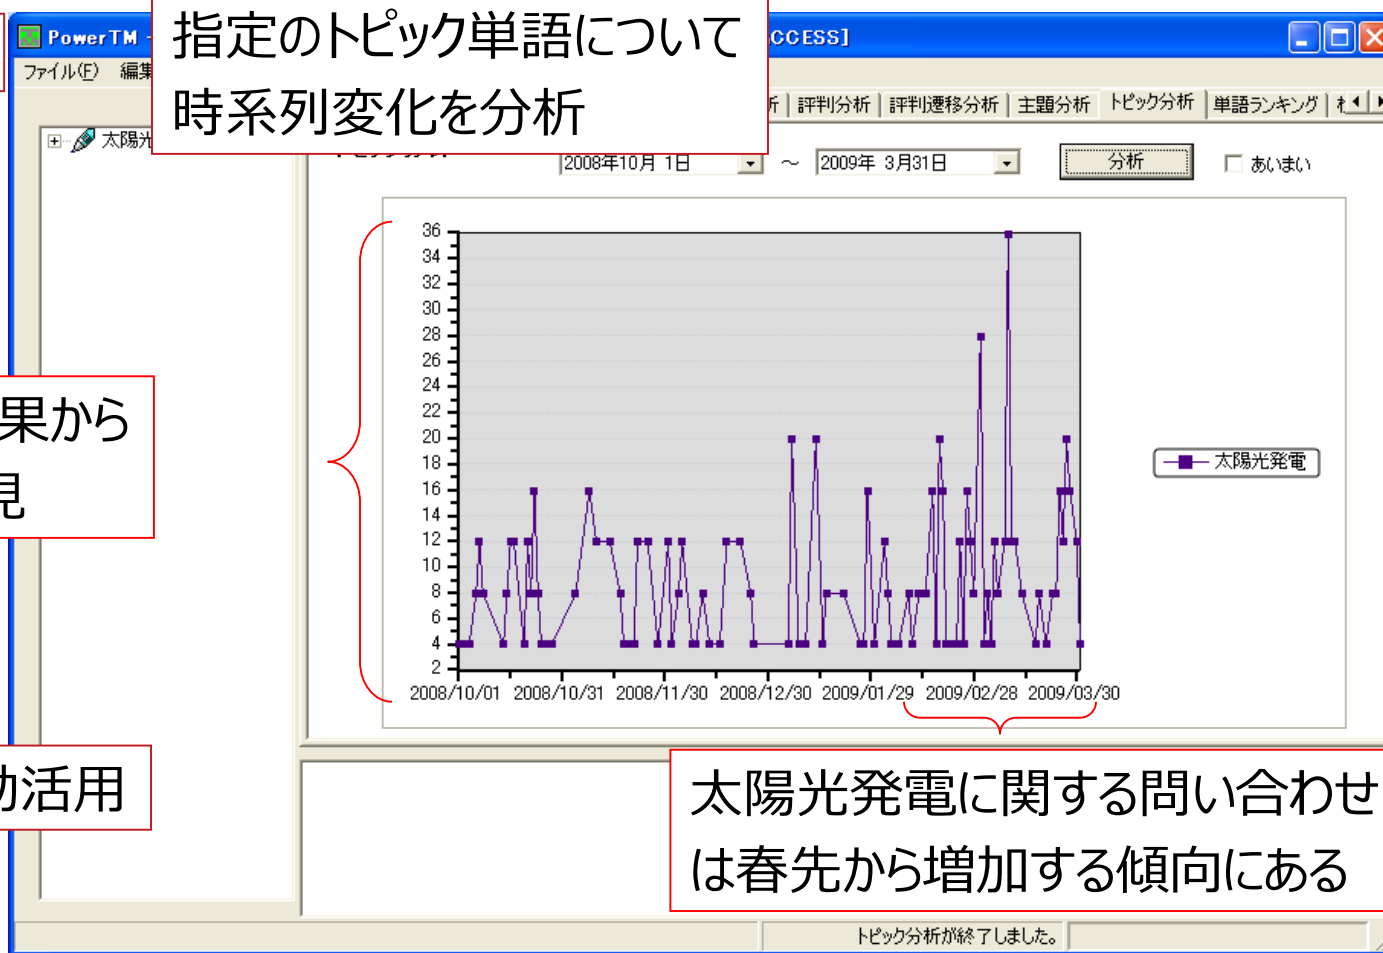 指定のトピック単語について
時系列変化を分析
PowerTM -
CCESS]
ファイル(F) 編集
評判分析 評判遷移分析 主題分析 トピック分析 単語ランキング
太陽光
2008年10月 1日 ～ 2009年 3月31日 分析 あいまい
36
34
32
30
28
26
24
22
20
18
16
14
12
10
8
6
4
2
太陽光発電
2008/10/01 2008/10/31 2008/11/30 2008/12/30 2009/01/29 2009/02/28 2009/03/30
果から
見
活用
太陽光発電に関する問い合わせ
は春先から増加する傾向にある
トピック分析が終了しました。